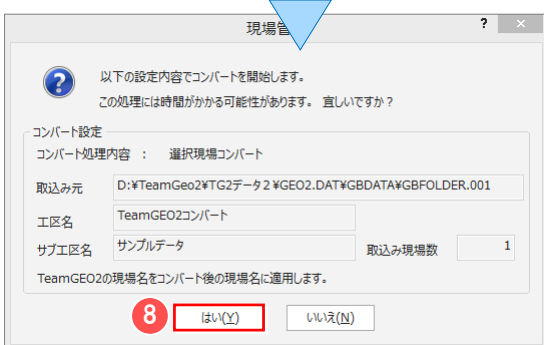 現場管
? ×
以下の設定内容でコンバートを開始します。
この処理には時間がかかる可能性があります。 宜しいですか？
コンバート設定
コンバート処理内容 ： 選択現場コンバート
取込み元 D:¥TeamGeo2¥TG2データ２¥GEO2.DAT¥GBDATA¥GBFOLDER.001
工区名 TeamGEO2コンバート
サブ工区名 サンプルデータ 取込み現場数 1
TeamGEO2の現場名をコンバート後の現場名に適用します。
8 はい(Y) いいえ(N)